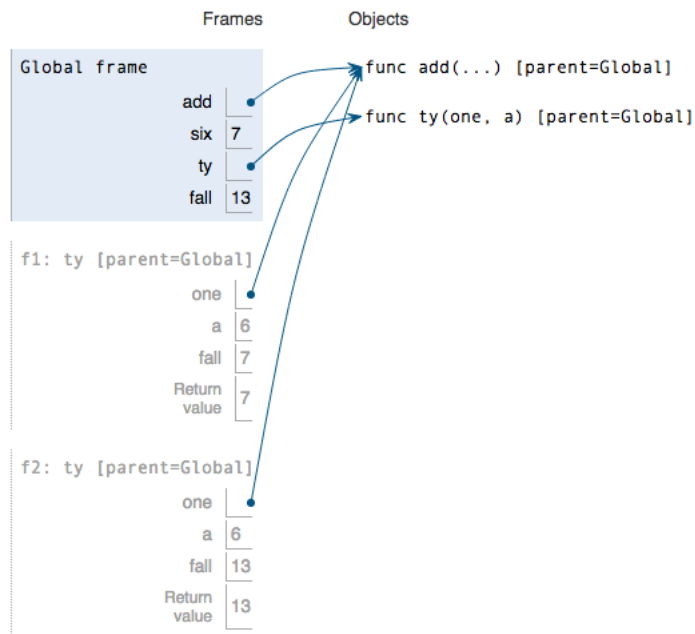 Frames Objects
Global frame
func add(...) [parent=Global]
add
func ty(one, a) [parent=Global]
six 7
ty
fall 13
f1: ty [parent=Global]
one
a 6
fall 7
Return
value 7
f2: ty [parent=Global]
one
a 6
fall 13
Return
value 13